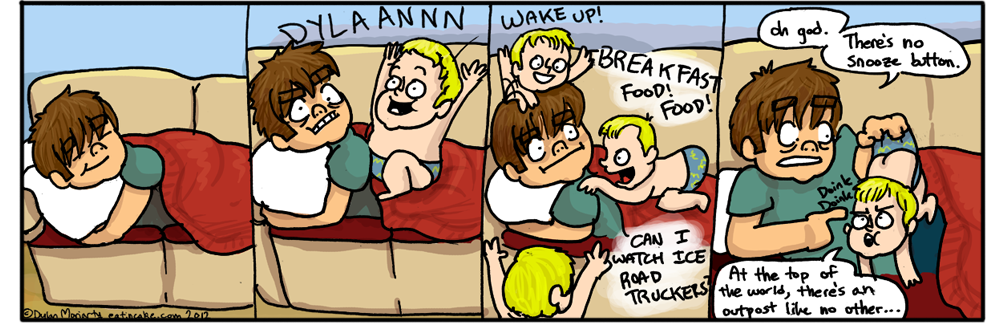 DYLAANNN
WAKE UP!
BREAKFAST
FOOD!
FOOD!
CAN I
WATCH ICE
ROAD
TRUCKERS?
oh god.
There's no
snooze button.
Doink
Doink
At the top of
the world, there's an
outpost like no other...
©Dylan Moriarty eatincake.com 2012